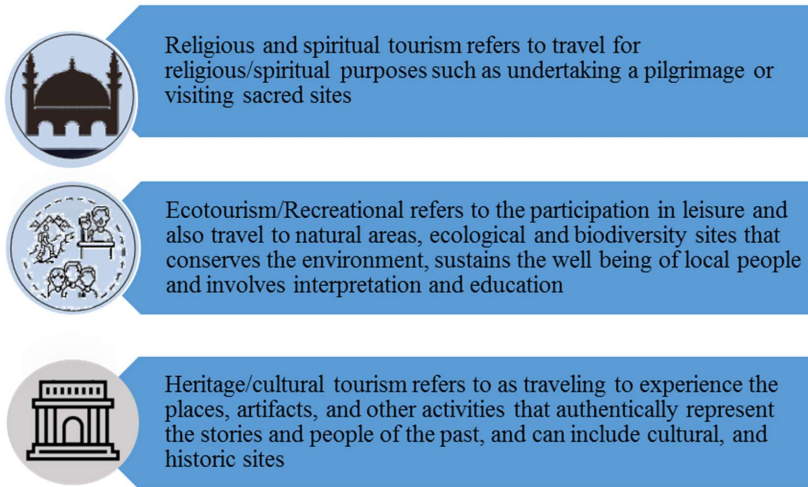 Religious and spiritual tourism refers to travel for
religious/spiritual purposes such as undertaking a pilgrimage or
visiting sacred sites
Ecotourism/Recreational refers to the participation in leisure and
also travel to natural areas, ecological and biodiversity sites that
conserves the environment, sustains the well being of local people
and involves interpretation and education
Heritage/cultural tourism refers to as traveling to experience the
places, artifacts, and other activities that authentically represent
the stories and people of the past, and can include cultural, and
historic sites